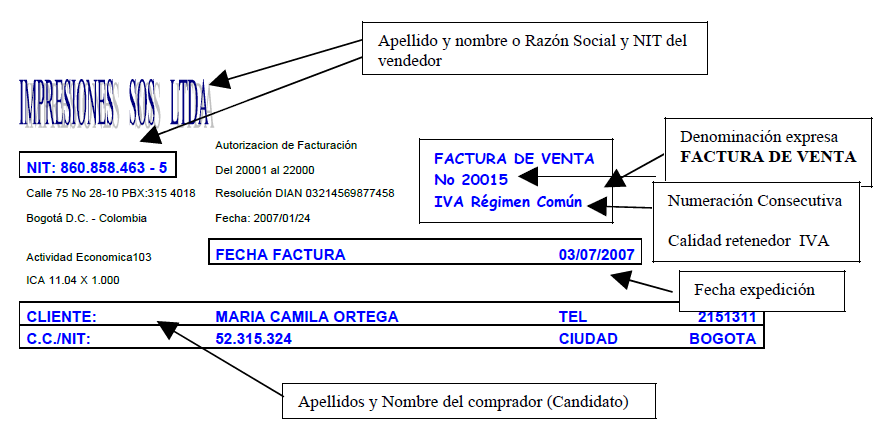 Apellido y nombre o Razón Social y NIT del
vendedor
IMPRESIONES SOS LTDA
NIT: 860.858.463 - 5
Calle 75 No 28-10 PBX:315 4018
Bogotá D.C. - Colombia
Actividad Economica103
ICA 11.04 X 1.000
Autorizacion de Facturación
Del 20001 al 22000
Resolución DIAN 03214569877458
Fecha: 2007/01/24
FACTURA DE VENTA
No 20015
IVA Régimen Común
Denominación expresa
FACTURA DE VENTA
Numeración Consecutiva
Calidad retenedor IVA
FECHA FACTURA 03/07/2007
Fecha expedición
CLIENTE: MARIA CAMILA ORTEGA TEL 2151311
C.C./NIT: 52.315.324 CIUDAD BOGOTA
Apellidos y Nombre del comprador (Candidato)